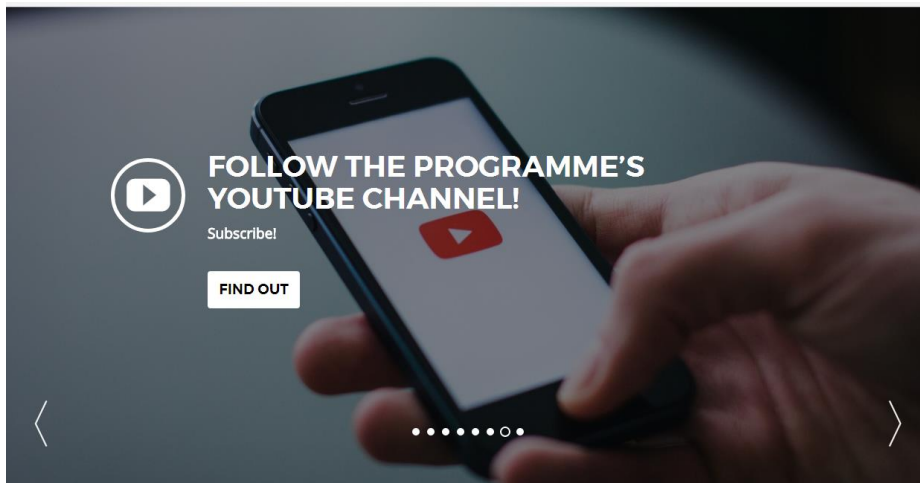 FOLLOW THE PROGRAMME'S
YOUTUBE CHANNEL!
Subscribe!
FIND OUT